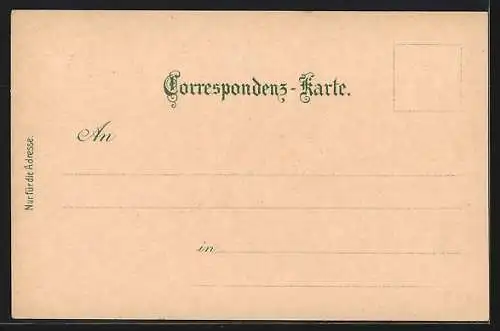 Correspondenz-Karte.
An
in
Nur für die Adresse.